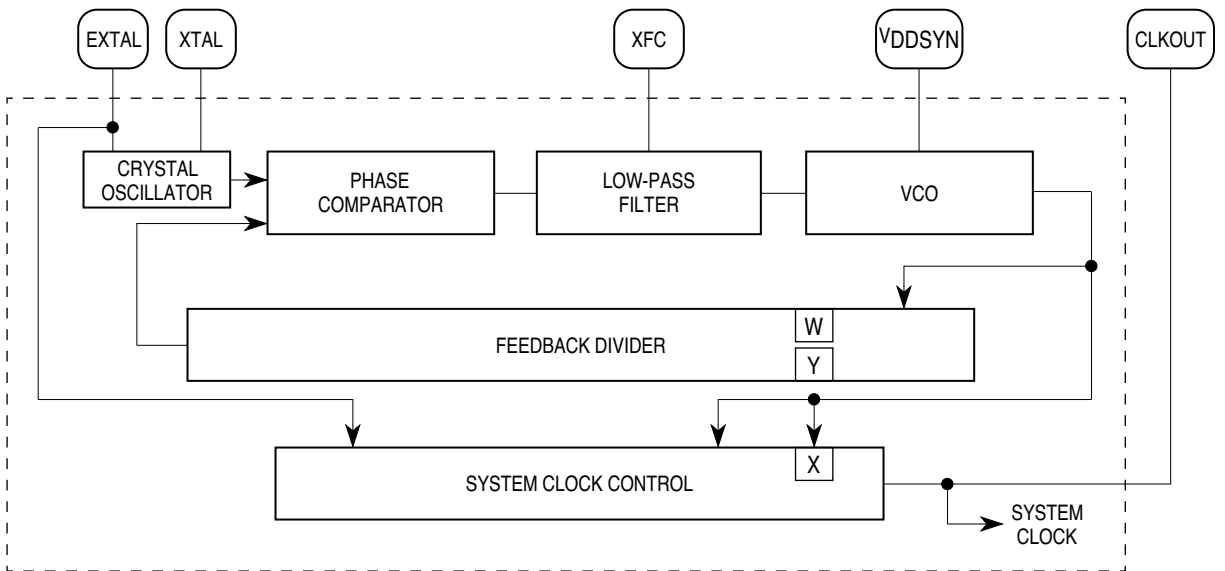 EXTAL
XTAL
XFC
VDDSYN
CLKOUT
CRYSTAL
OSCILLATOR
PHASE
COMPARATOR
LOW-PASS
FILTER
VCO
W
FEEDBACK DIVIDER
Y
X
SYSTEM CLOCK CONTROL
SYSTEM
CLOCK